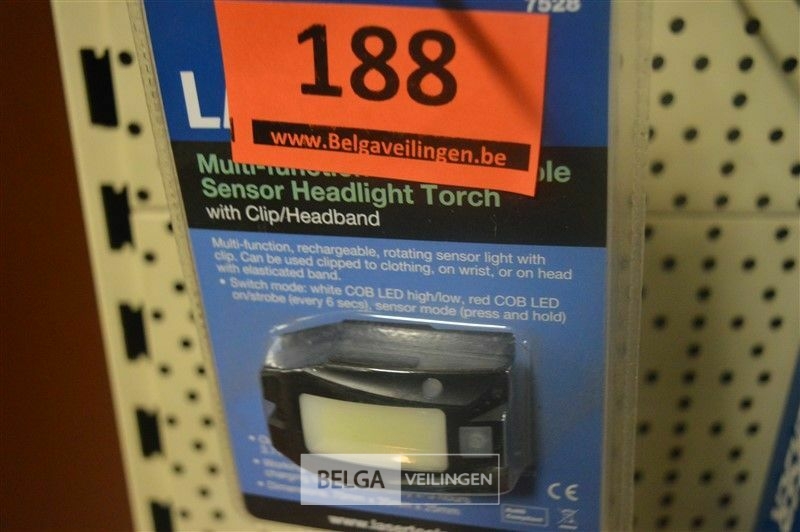 7528
188
www.Belgaveilingen.be
Sensor Headlight Torch
with Clip/Headband
Multi-function, rechargeable, rotating sensor light with
clip. Can be used clipped to clothing, on wrist, or on head
with elasticated band.
• Switch mode: white COB LED high/low, red COB LED
on/strobe (every 6 secs), sensor mode (press and hold)
BELGA VEILINGEN
CE